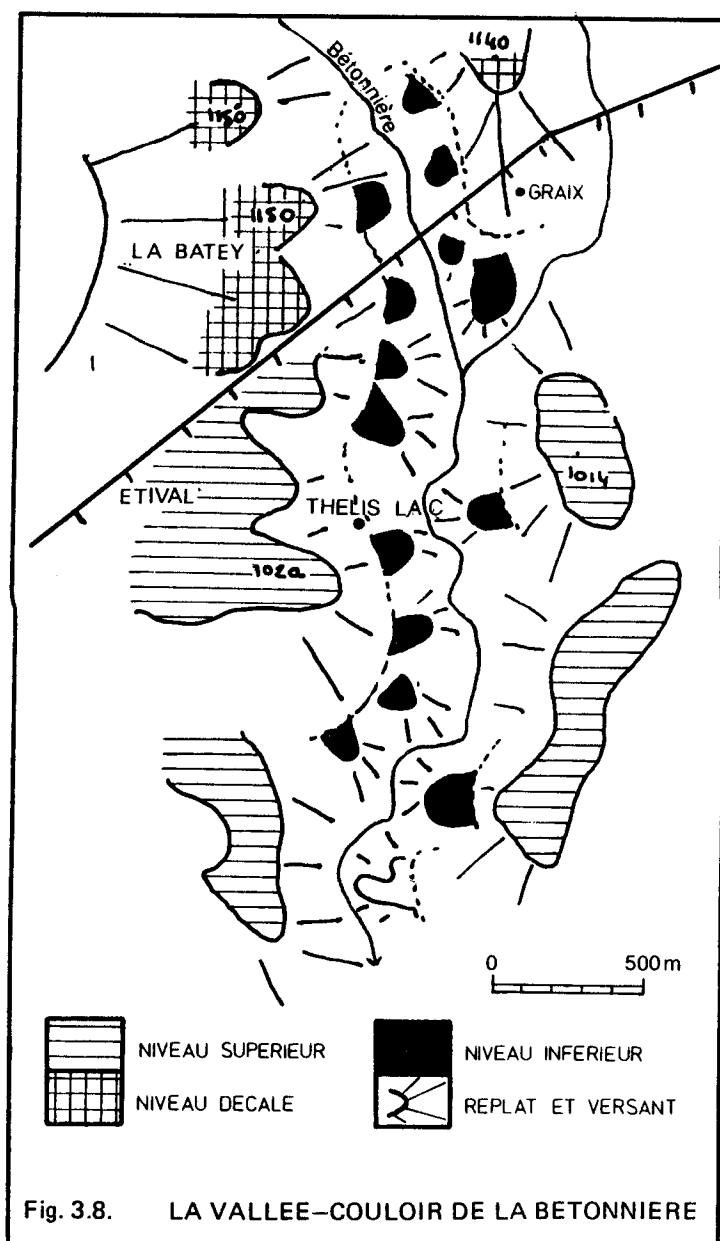 1140
Bétonnière
1150
GRAIX
1150
LA BATEY
ETIVAL
1014
THELIS LA C
102a
0 500m
NIVEAU SUPERIEUR
NIVEAU INFERIEUR
NIVEAU DECALE
REPLAT ET VERSANT
Fig. 3.8. LA VALLEE–COULOIR DE LA BETONNIERE